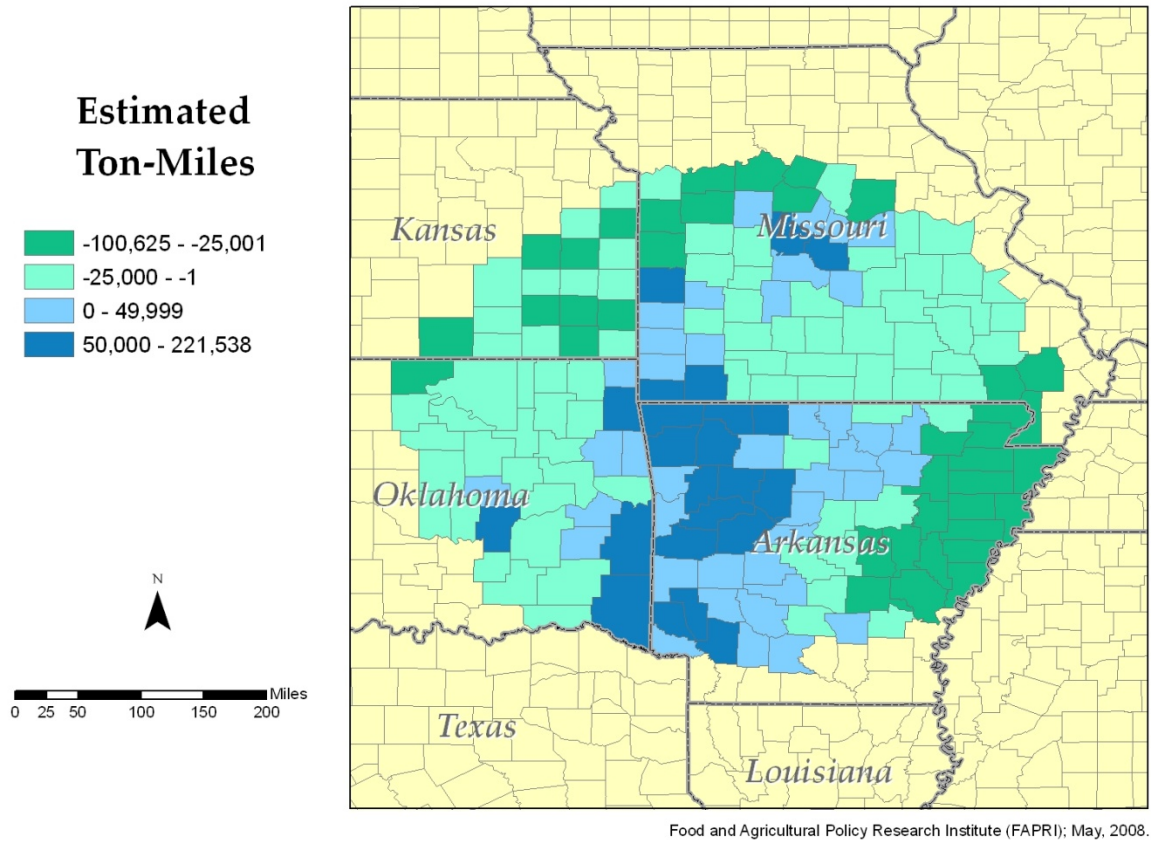 Estimated
Ton-Miles
-100,625 - -25,001
-25,000 - -1
0 - 49,999
50,000 - 221,538
Kansas
Missouri
Oklahoma
Arkansas
Texas
Louisiana
N
Miles
0 25 50 100 150 200
Food and Agricultural Policy Research Institute (FAPRI); May, 2008.